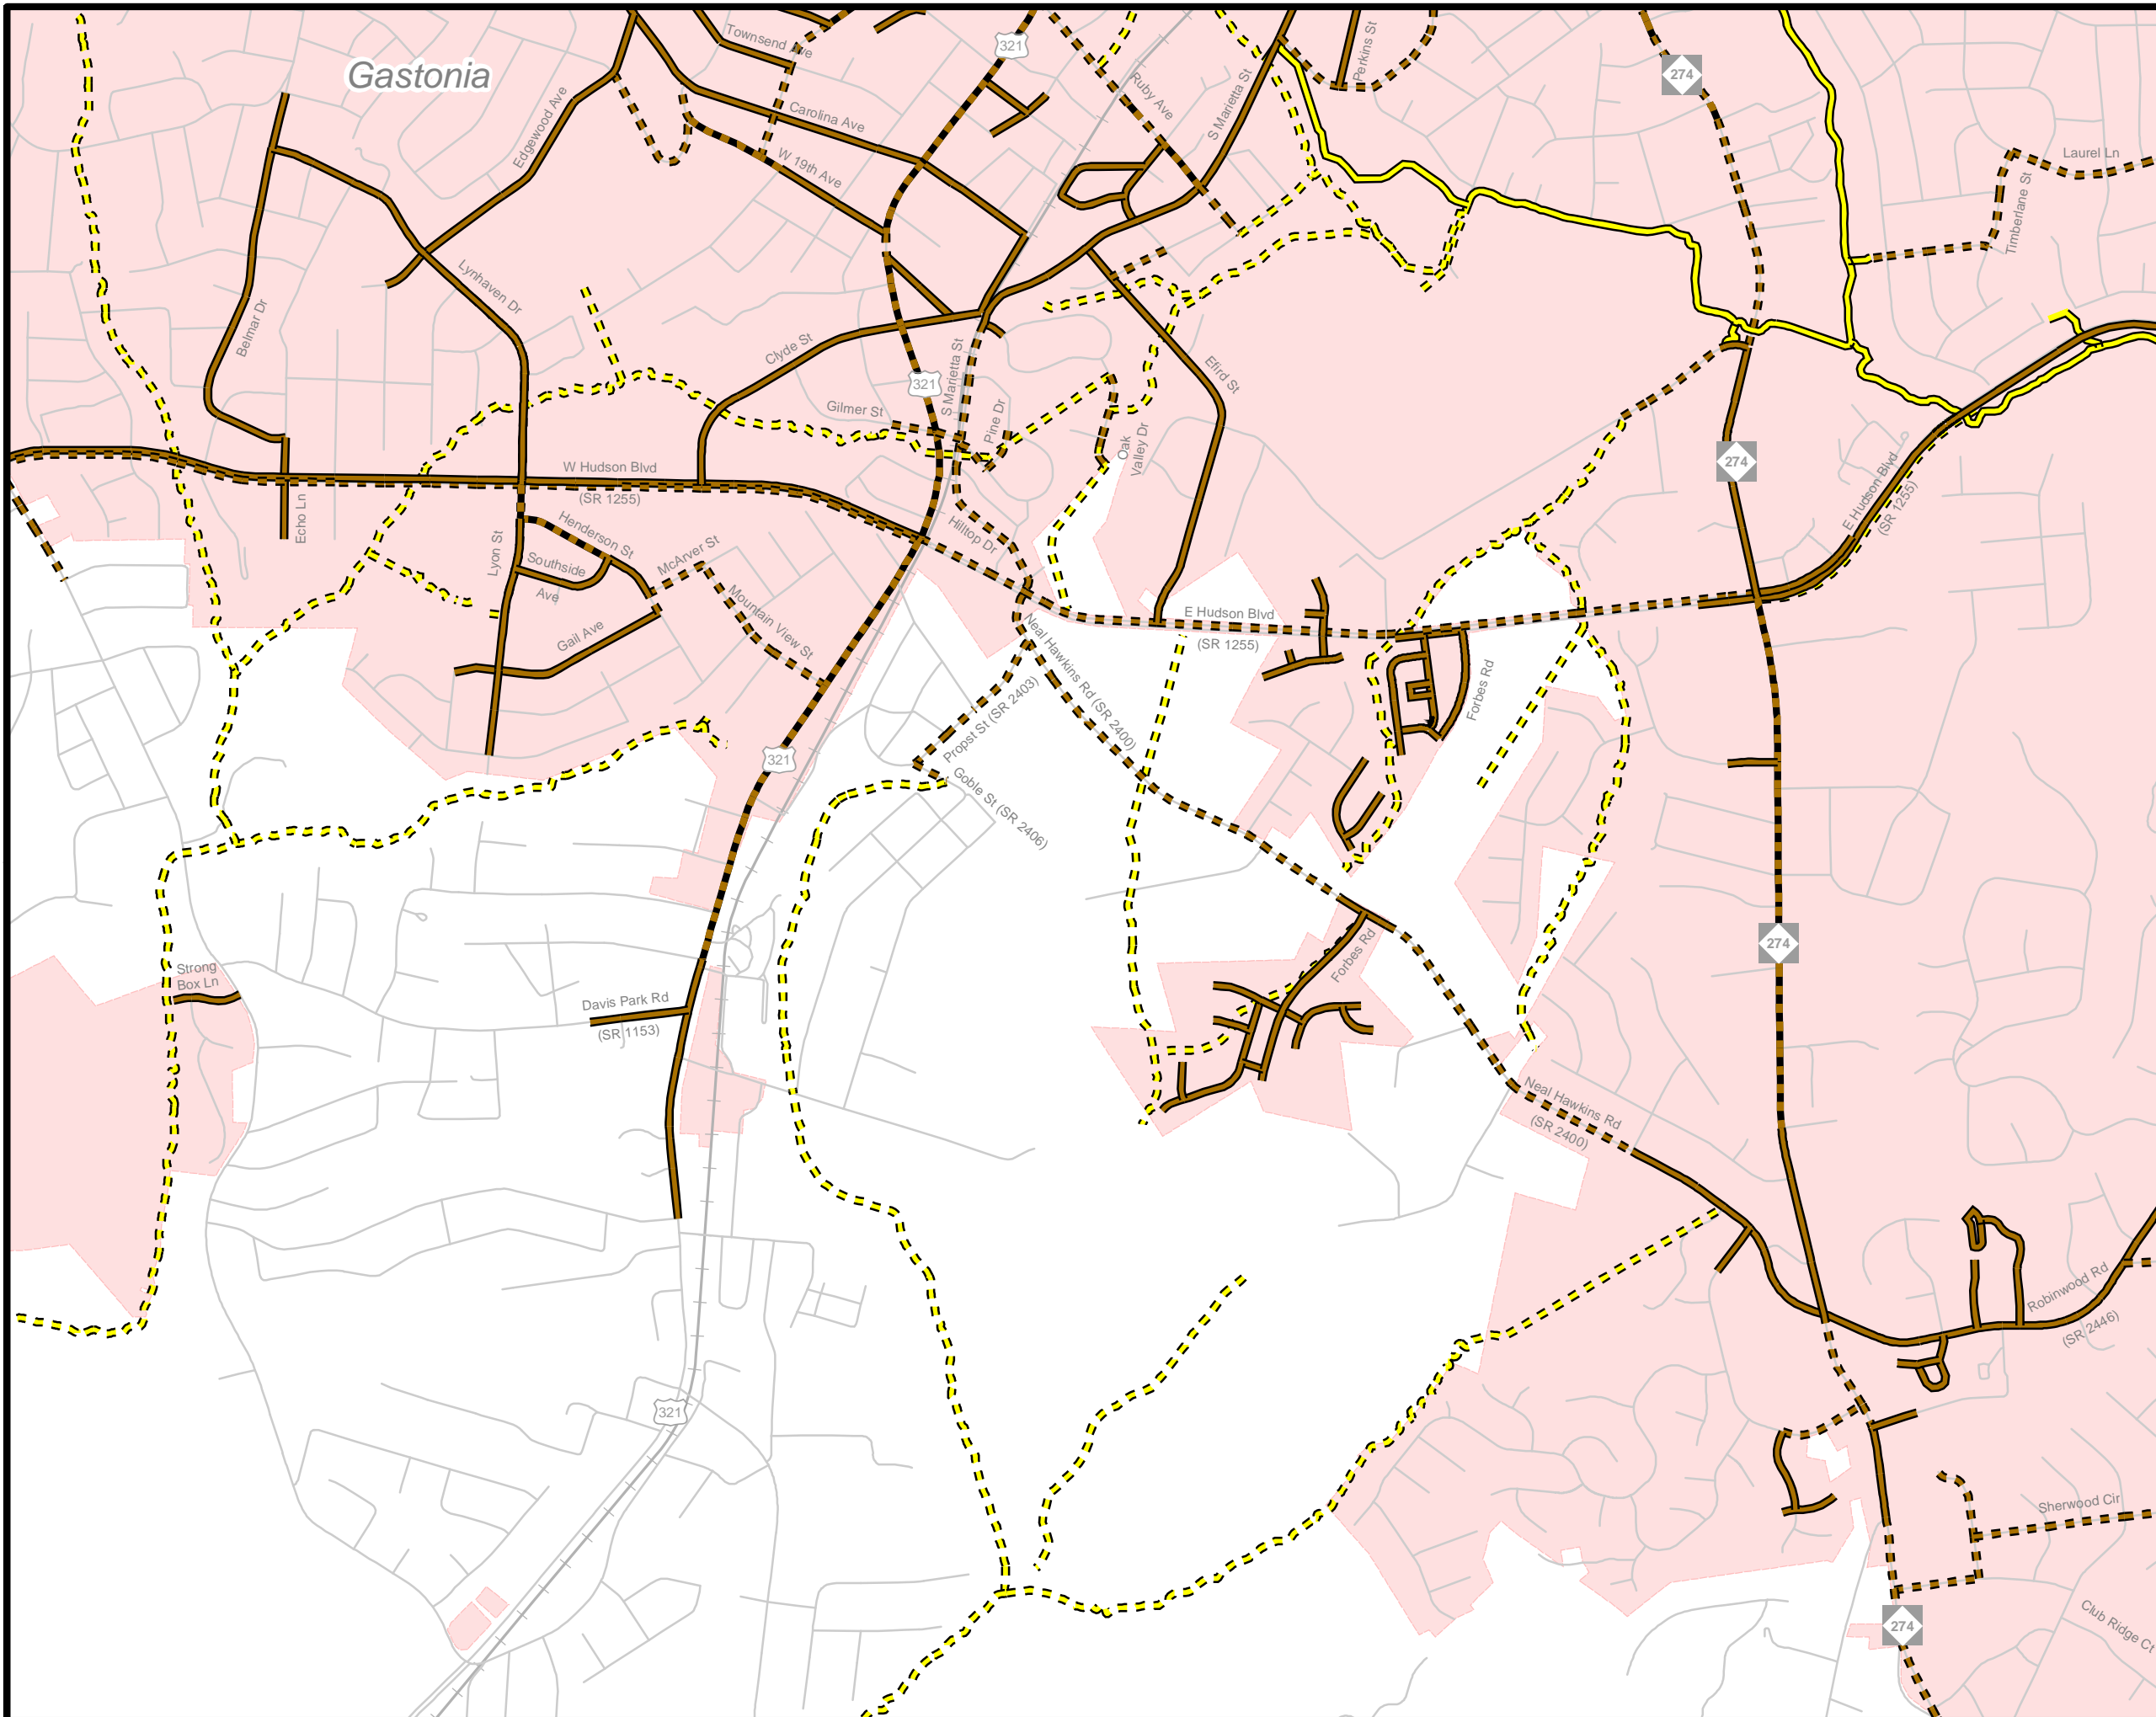 Gastonia
Townsend Ave
321
Perkins St
274
Edgewood Ave
Carolina Ave
Ruby Ave
S Marietta St
W 19th Ave
Laurel Ln
Timberlane St
Lynhaven Dr
Belmar Dr
Clyde St
S Marietta St
321
Efird St
Gilmer St
Pine Dr
Oak
Valley Dr
274
W Hudson Blvd
(SR 1255)
E Hudson Blvd
(SR 1255)
Echo Ln
Lyon St
Henderson St
Southside
Ave
McArver St
Hilltop Dr
Mountain View St
Gail Ave
E Hudson Blvd
(SR 1255)
Neal Hawkins Rd (SR 2400)
Propst St (SR 2403)
Forbes Rd
321
Goble St (SR 2406)
Forbes Rd
274
Strong
Box Ln
Davis Park Rd
(SR 1153)
Neal Hawkins Rd
(SR 2400)
Robinwood Rd
(SR 2446)
321
Sherwood Cir
274
Club Ridge Ct